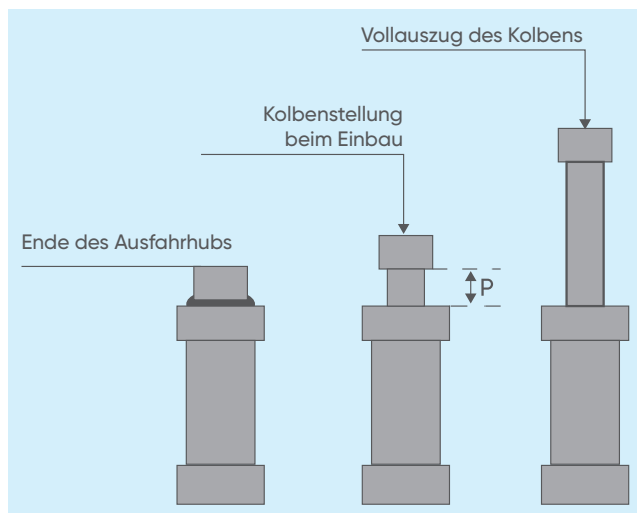 Vollauszug des Kolbens
Kolbenstellung
beim Einbau
Ende des Ausfahrhubs
P